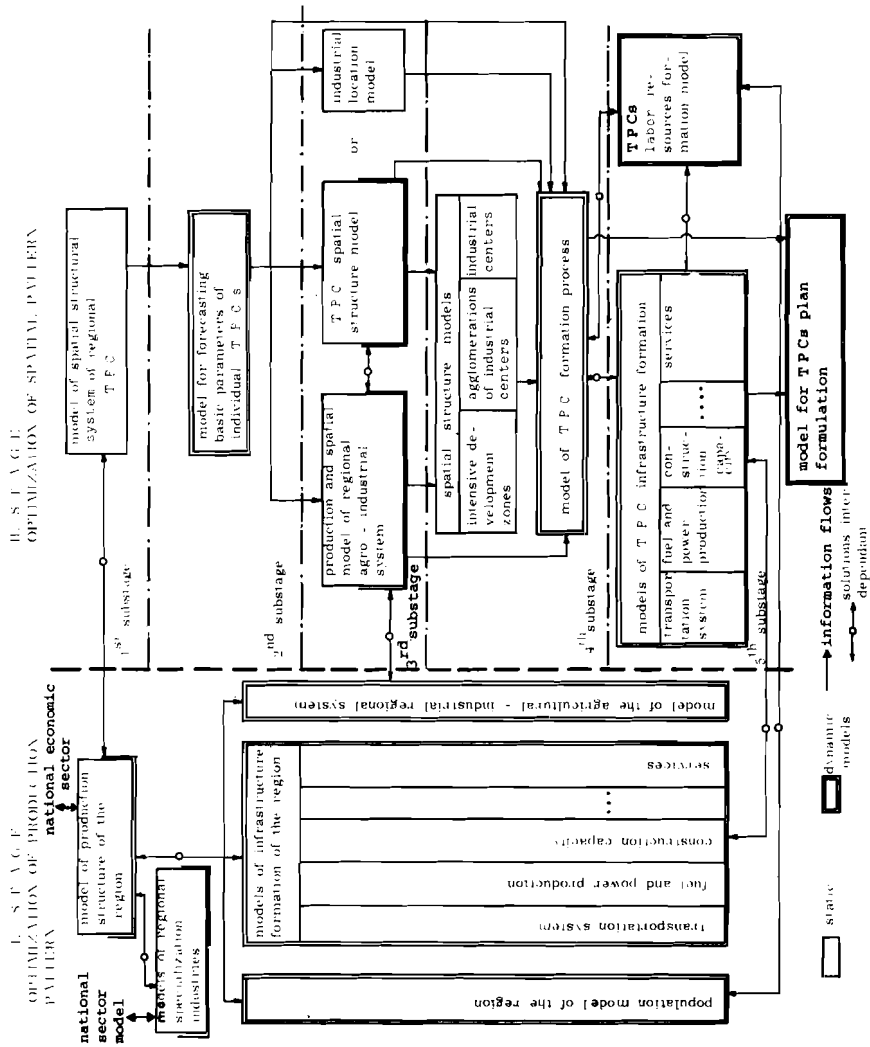 I. STAGE
OPTIMIZATION OF PRODUCTION
PATTERN
national economic
sector
national
sector
model
model of production
structure of the
region
models of regional
specialization
industries
models of infrastructure
formation of the region
transportation system
fuel and power production
construction capacity
...
services
population model of the region
model of the agricultural - industrial regional system
II. STAGE
OPTIMIZATION OF SPATIAL PATTERN
model of spatial structural
system of regional
TPC
1st substage
model for forecasting
basic parameters of
individual TPCs
2nd substage
production and spatial
model of regional
agro - industrial
system
TPC spatial
structure model
or
industrial
location
model
3rd substage
spatial structure models
intensive de-
velopment
zones
agglomerations
of industrial
centers
industrial
centers
model of TPC formation process
4th substage
models of TPC infrastructure formation
transpor
tation
system
fuel and
power
production
con-
struc-
tion
capacity
.....
services
TPCs
labor re-
sources for-
mation model
5th substage
model for TPCs plan
formulation
static
dynamic
models
information flows
solutions inter
dependant